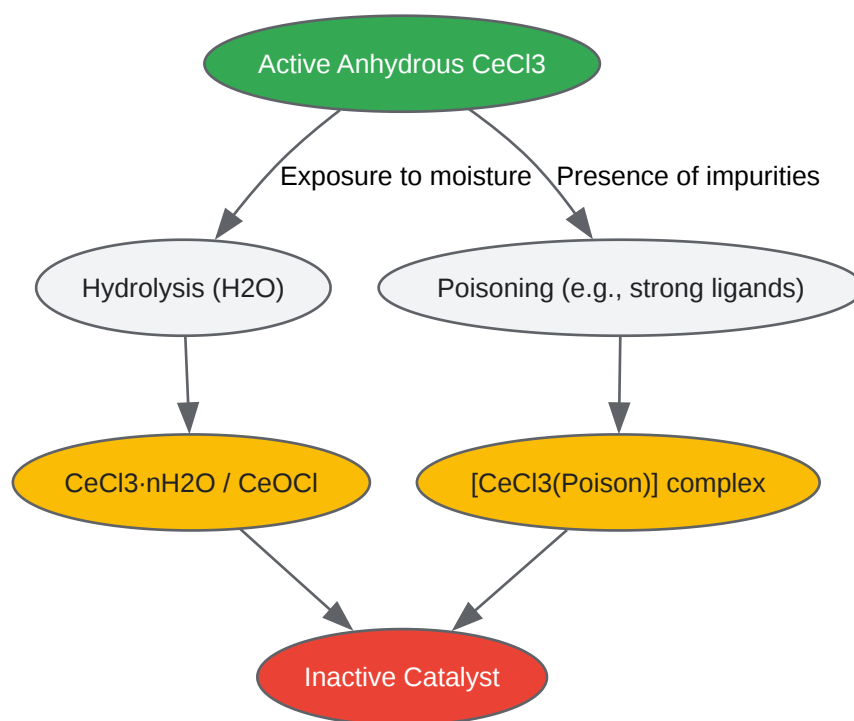 Active Anhydrous CeCl3
Exposure to moisture
Presence of impurities
Hydrolysis (H2O)
Poisoning (e.g., strong ligands)
CeCl3·nH2O / CeOCl
[CeCl3(Poison)] complex
Inactive Catalyst